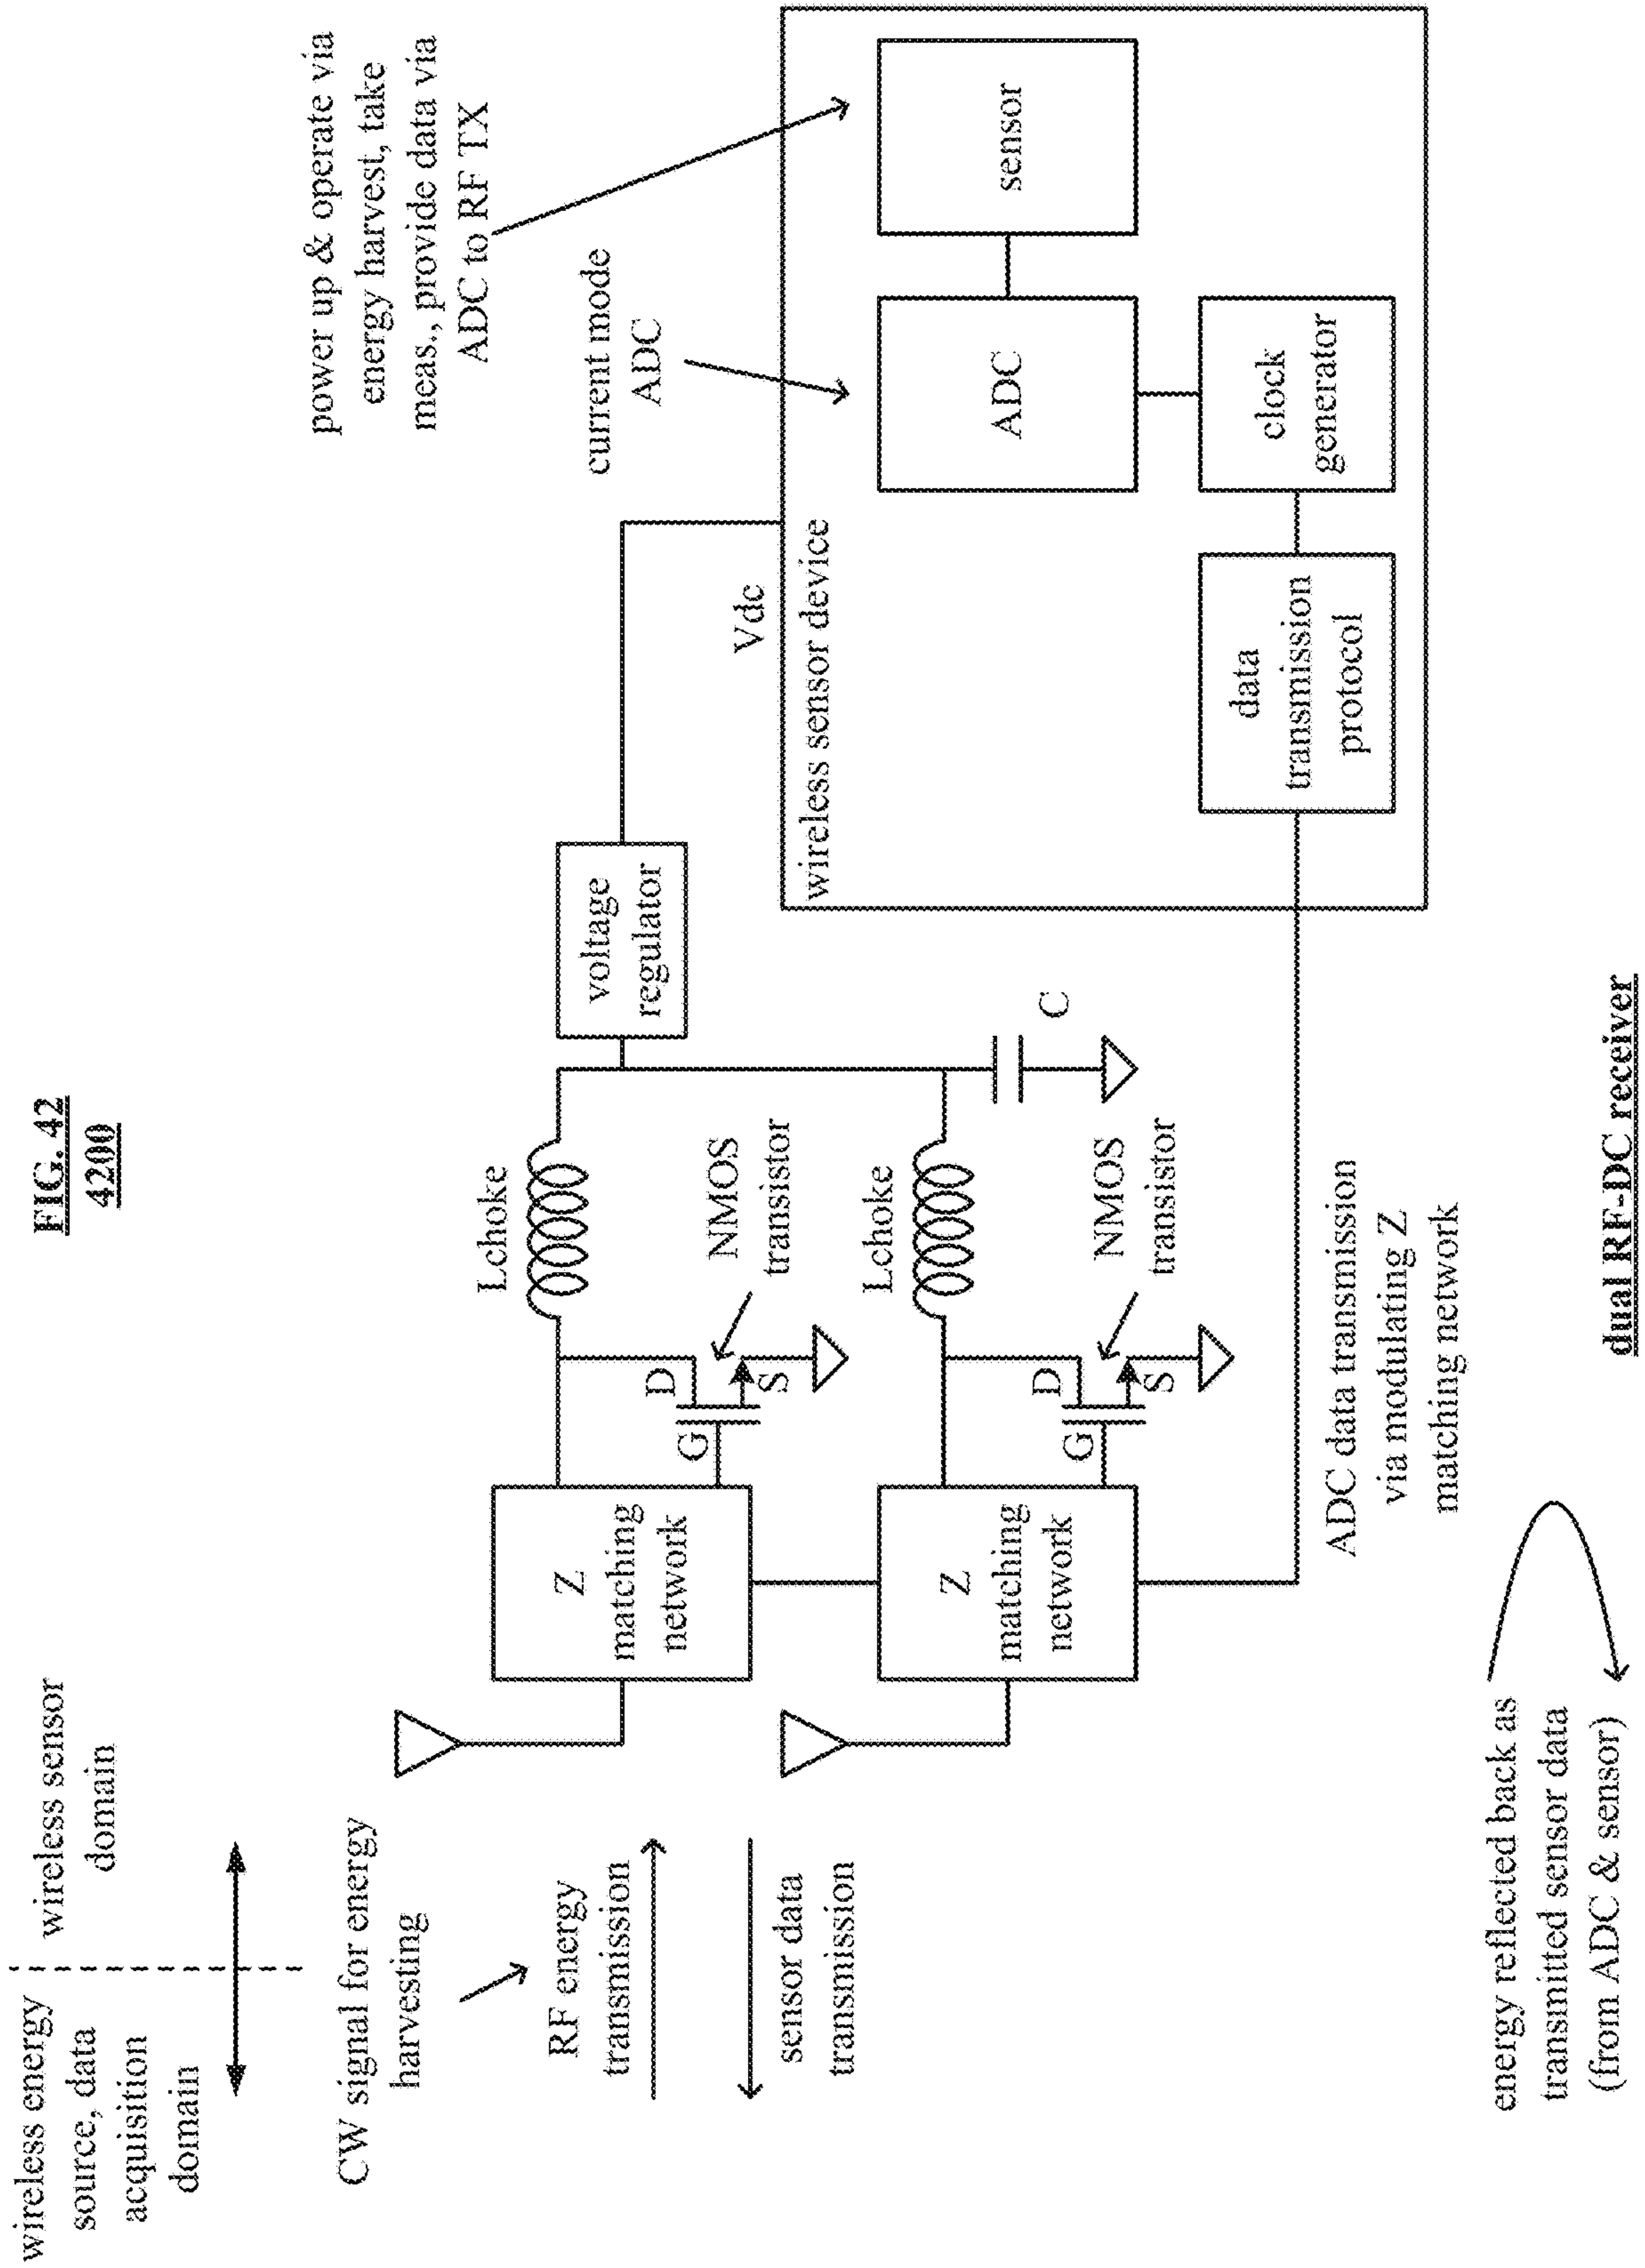 FIG. 42
4200
wireless energy
source, data
acquisition
domain
wireless sensor
domain
CW signal for energy
harvesting
RF energy
transmission
sensor data
transmission
Z
matching
network
G
D
S
Lchoke
NMOS
transistor
Z
matching
network
G
D
S
Lchoke
NMOS
transistor
C
voltage
regulator
Vdc
power up & operate via
energy harvest, take
meas., provide data via
ADC to RF TX
current mode
ADC
wireless sensor device
ADC
sensor
data
transmission
protocol
clock
generator
ADC data transmission
via modulating Z
matching network
energy reflected back as
transmitted sensor data
(from ADC & sensor)
dual RF-DC receiver